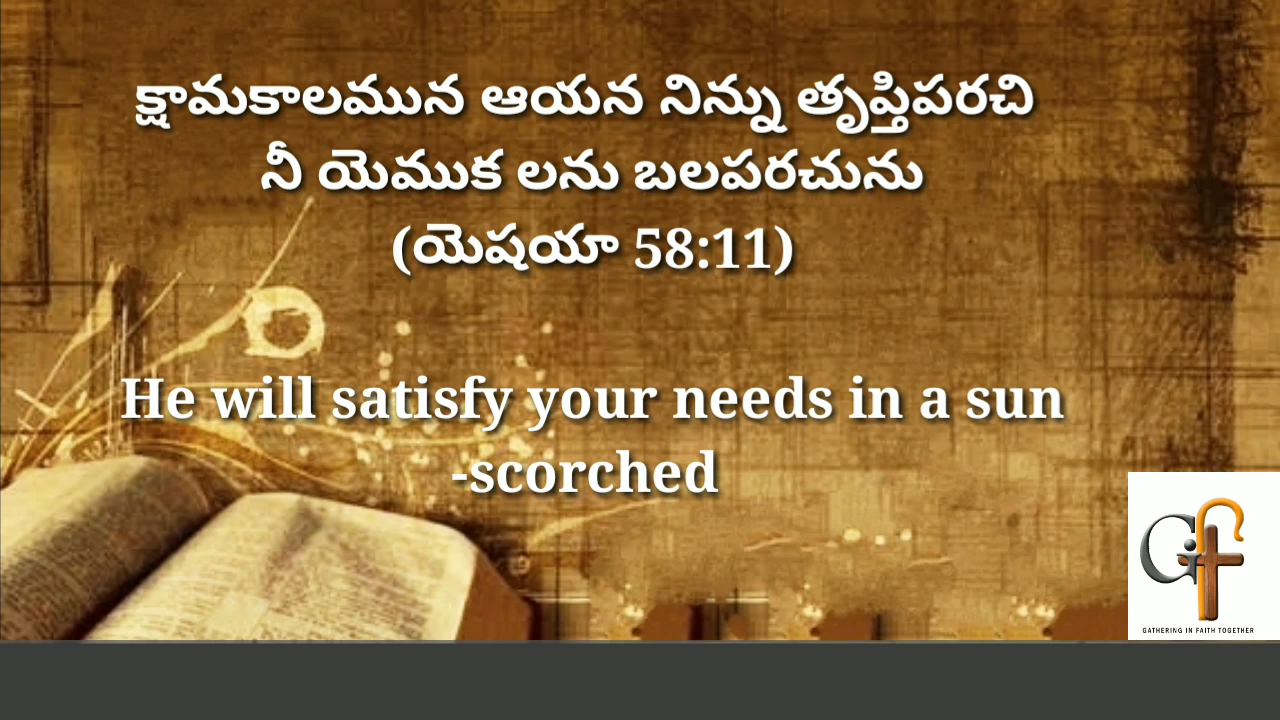 క్షామకాలమున ఆయన నిన్ను తృప్తిపరచి
నీ యెముక లను బలపరచును
(యెషయా 58:11)
He will satisfy your needs in a sun
-scorched
Gif
GATHERING IN FAITH TOGETHER